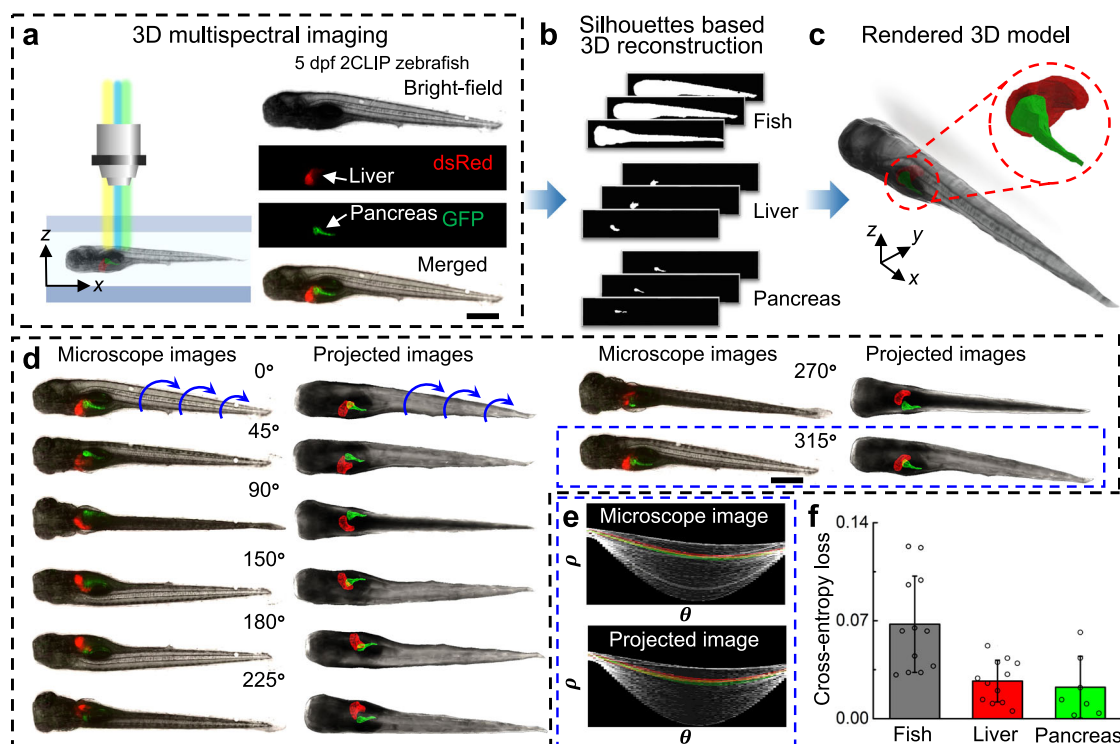 a
3D multispectral imaging
5 dpf 2CLIP zebrafish
Bright-field
dsRed
Liver
Pancreas
GFP
Merged
z
x
b
Silhouettes based
3D reconstruction
Fish
Liver
Pancreas
c
Rendered 3D model
z
y
x
d
Microscope images
Projected images
0°
45°
90°
150°
180°
225°
Microscope images
Projected images
270°
315°
e
Microscope image
ρ
θ
Projected image
ρ
θ
f
Cross-entropy loss
0.14
0.07
0.00
Fish
Liver
Pancreas